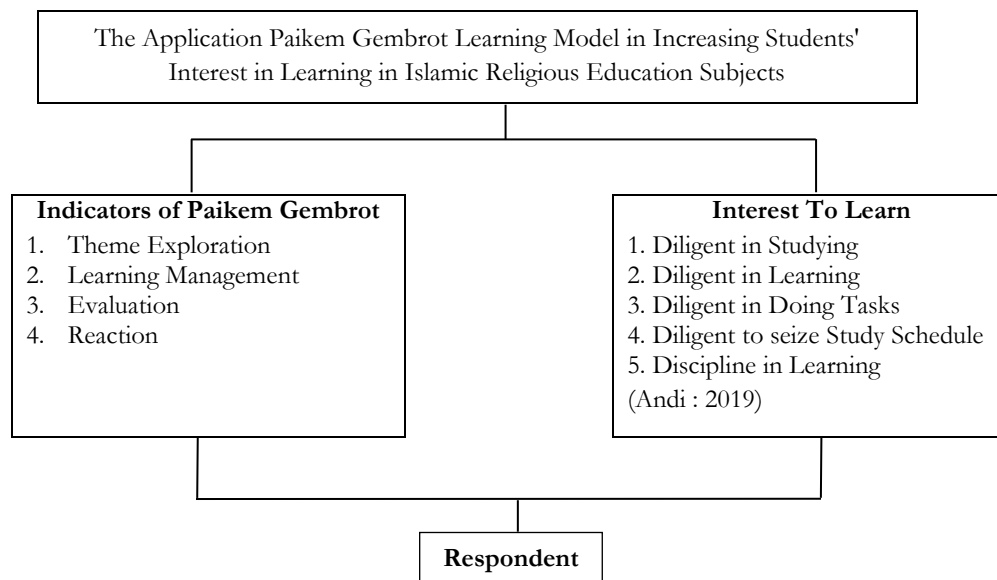 The Application Paikem Gembrot Learning Model in Increasing Students'
Interest in Learning in Islamic Religious Education Subjects
Indicators of Paikem Gembrot
1. Theme Exploration
2. Learning Management
3. Evaluation
4. Reaction
Interest To Learn
1. Diligent in Studying
2. Diligent in Learning
3. Diligent in Doing Tasks
4. Diligent to seize Study Schedule
5. Discipline in Learning
(Andi : 2019)
Respondent